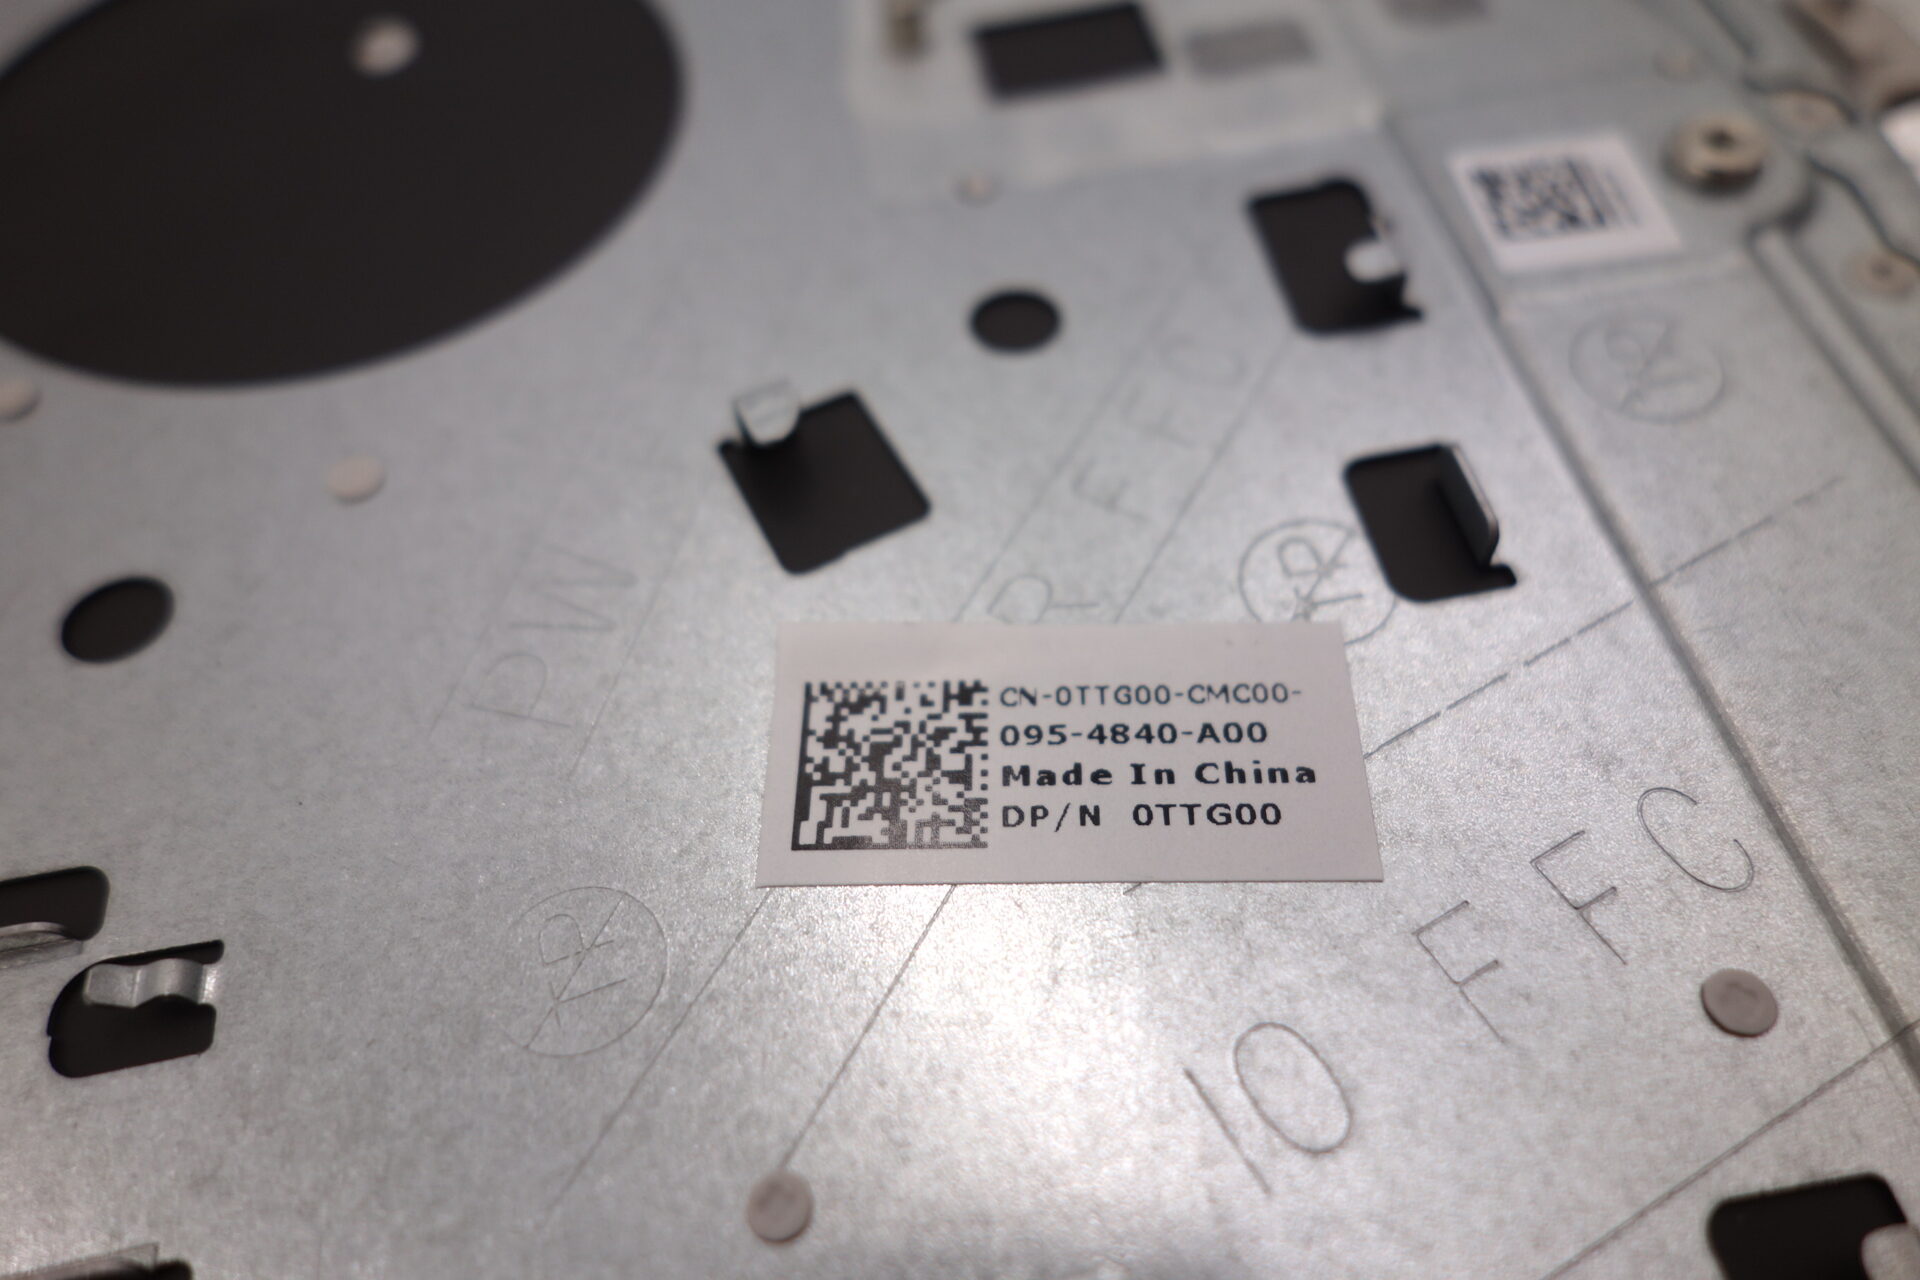 PW
P FFC
CN-0TTG00-CMC00-
095-4840-A00
Made In China
DP/N 0TTG00
IO FFC